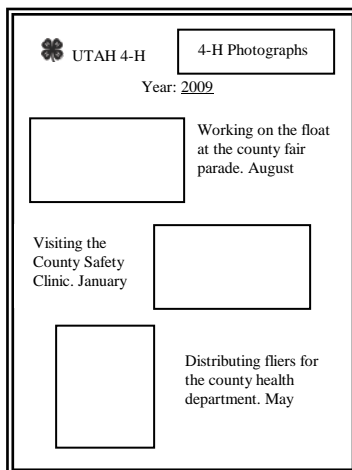 UTAH 4-H
4-H Photographs
Year: 2009
Working on the float
at the county fair
parade. August
Visiting the
County Safety
Clinic. January
Distributing fliers for
the county health
department. May